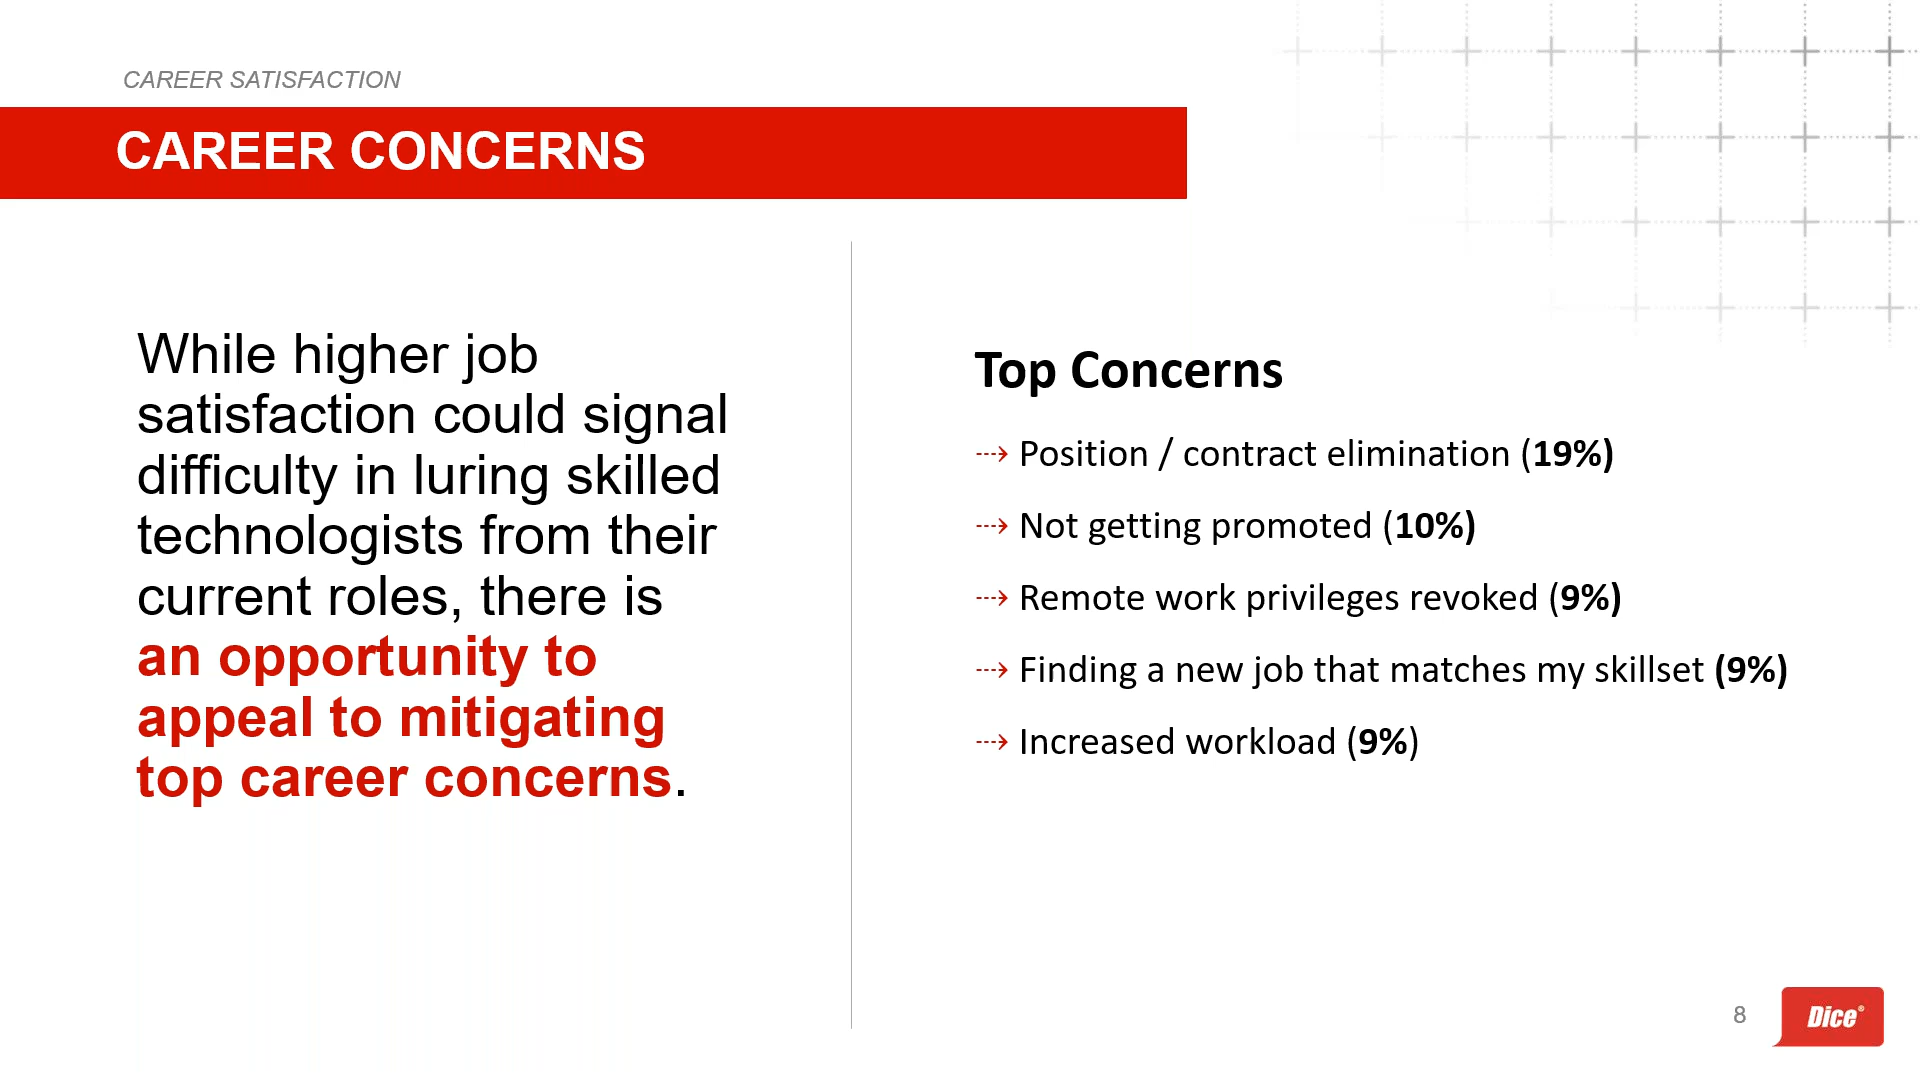 CAREER SATISFACTION
CAREER CONCERNS
While higher job
satisfaction could signal
difficulty in luring skilled
technologists from their
current roles, there is
an opportunity to
appeal to mitigating
top career concerns.
Top Concerns
⤏ Position / contract elimination (19%)
⤏ Not getting promoted (10%)
⤏ Remote work privileges revoked (9%)
⤏ Finding a new job that matches my skillset (9%)
⤏ Increased workload (9%)
8
Dice®